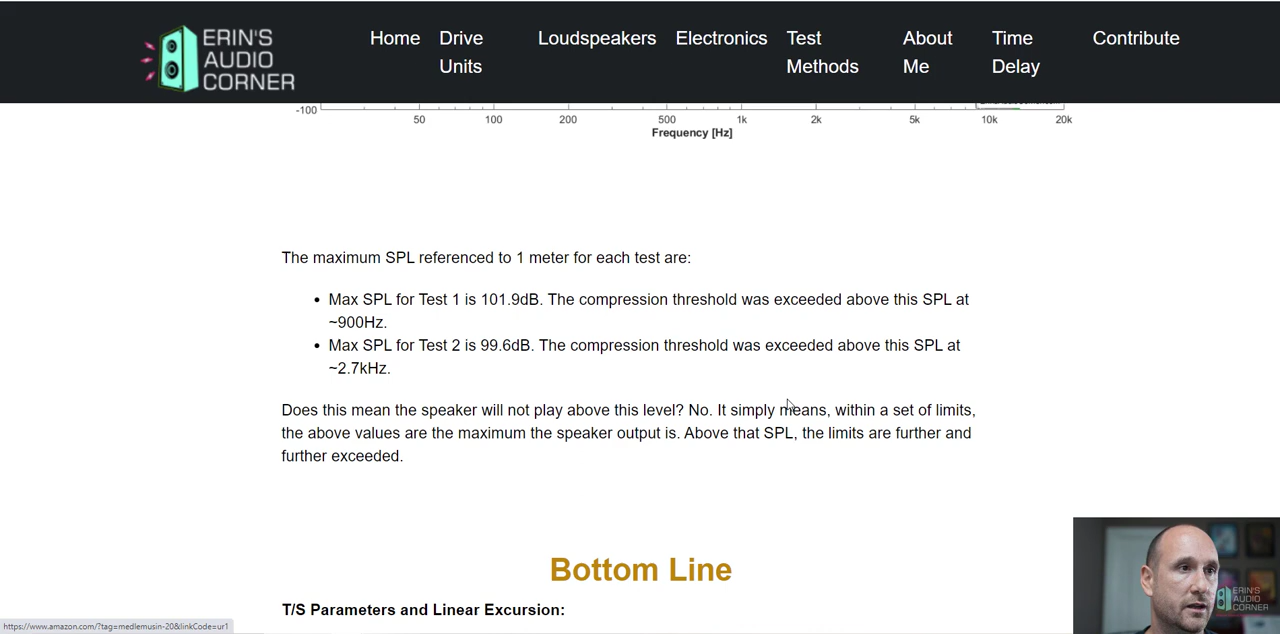 ERIN'S
AUDIO
CORNER
Home
Drive
Units
Loudspeakers
Electronics
Test
Methods
About
Me
Time
Delay
Contribute
-100
50 100 200 500 1k 2k 5k 10k 20k
Frequency [Hz]
The maximum SPL referenced to 1 meter for each test are:
• Max SPL for Test 1 is 101.9dB. The compression threshold was exceeded above this SPL at
~900Hz.
• Max SPL for Test 2 is 99.6dB. The compression threshold was exceeded above this SPL at
~2.7kHz.
Does this mean the speaker will not play above this level? No. It simply means, within a set of limits,
the above values are the maximum the speaker output is. Above that SPL, the limits are further and
further exceeded.
Bottom Line
T/S Parameters and Linear Excursion:
https://www.amazon.com/?tag=medlemusin-20&linkCode=ur1
ERIN'S
AUDIO
CORNER